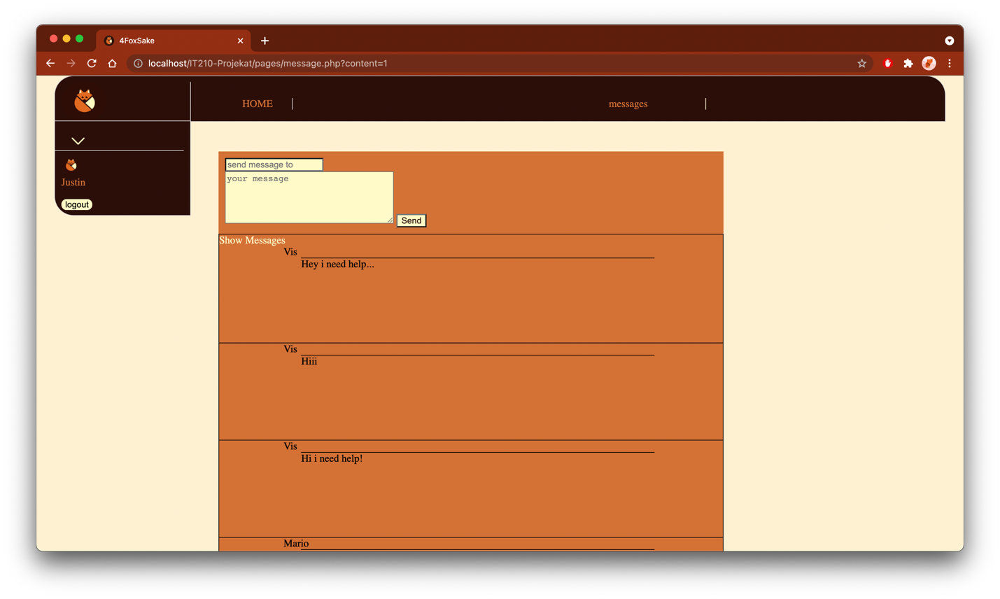 4FoxSake
localhost/IT210-Projekat/pages/message.php?content=1
HOME
messages
Justin
logout
send message to
your message
Send
Show Messages
Vis
Hey i need help...
Vis
Hiii
Vis
Hi i need help!
Mario